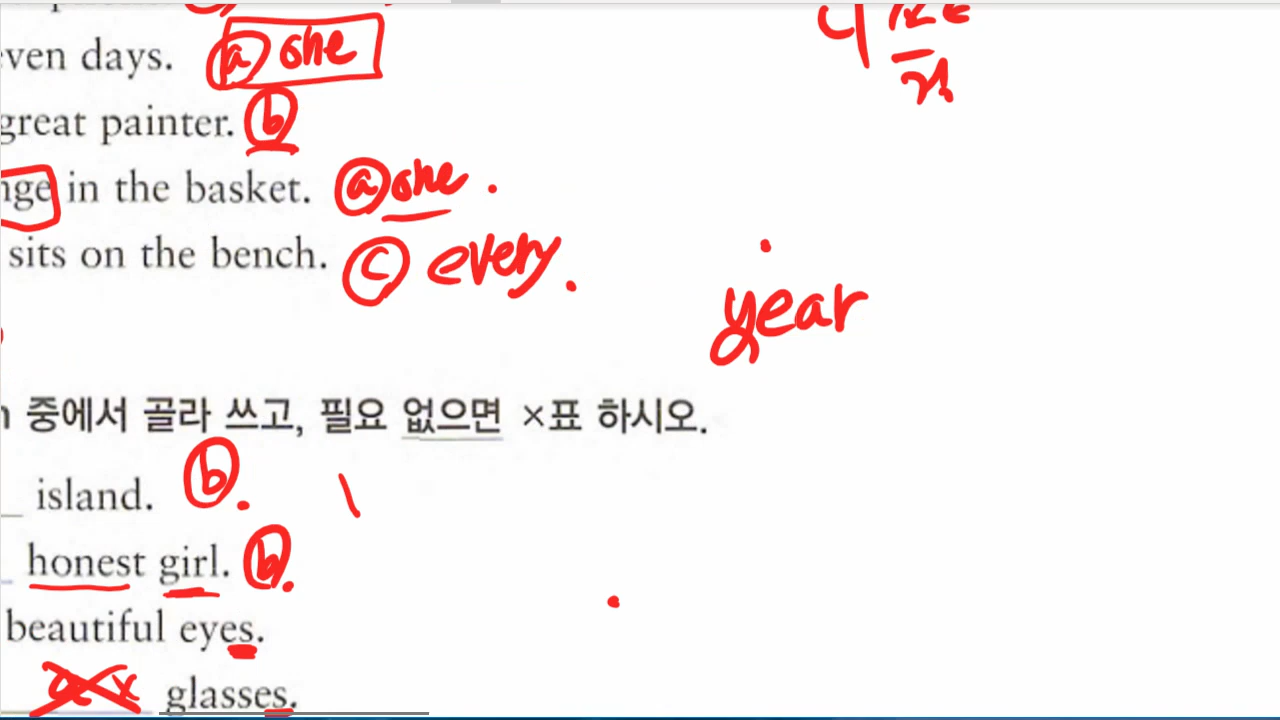 ven days. ⓐ one
great painter. ⓑ
nge in the basket. ⓐ one.
sits on the bench. ⓒ every.
year
중에서 골라 쓰고, 필요 없으면 ×표 하시오.
island. ⓑ.
honest girl. ⓑ.
beautiful eyes.
glasses.